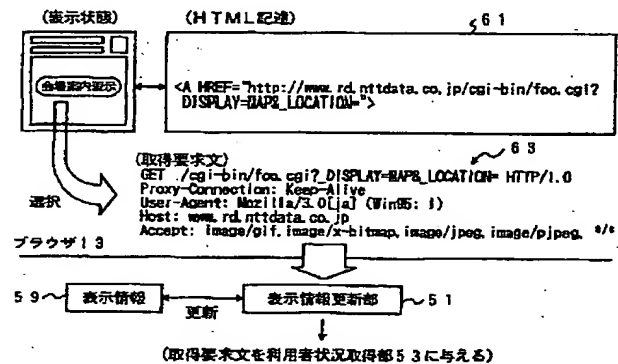 (表示状態)
(HTML記述)
61
会場案内表示
<A HREF="http://www.rd.nttdata.co.jp/cgi-bin/foo.cgi?
DISPLAY=MAP&_LOCATION=">
63
(取得要求文)
GET ./cgi-bin/foo.cgi?_DISPLAY=MAP&_LOCATION= HTTP/1.0
Proxy-Connection: Keep-Alive
User-Agent: Mozilla/3.0[ja] (Win95; I)
Host: www.rd.nttdata.co.jp
Accept: image/gif, image/x-bitmap, image/jpeg, image/pjpeg, */*
選択
ブラウザ13
59
表示情報
更新
表示情報更新部
51
(取得要求文を利用者状況取得部53に与える)